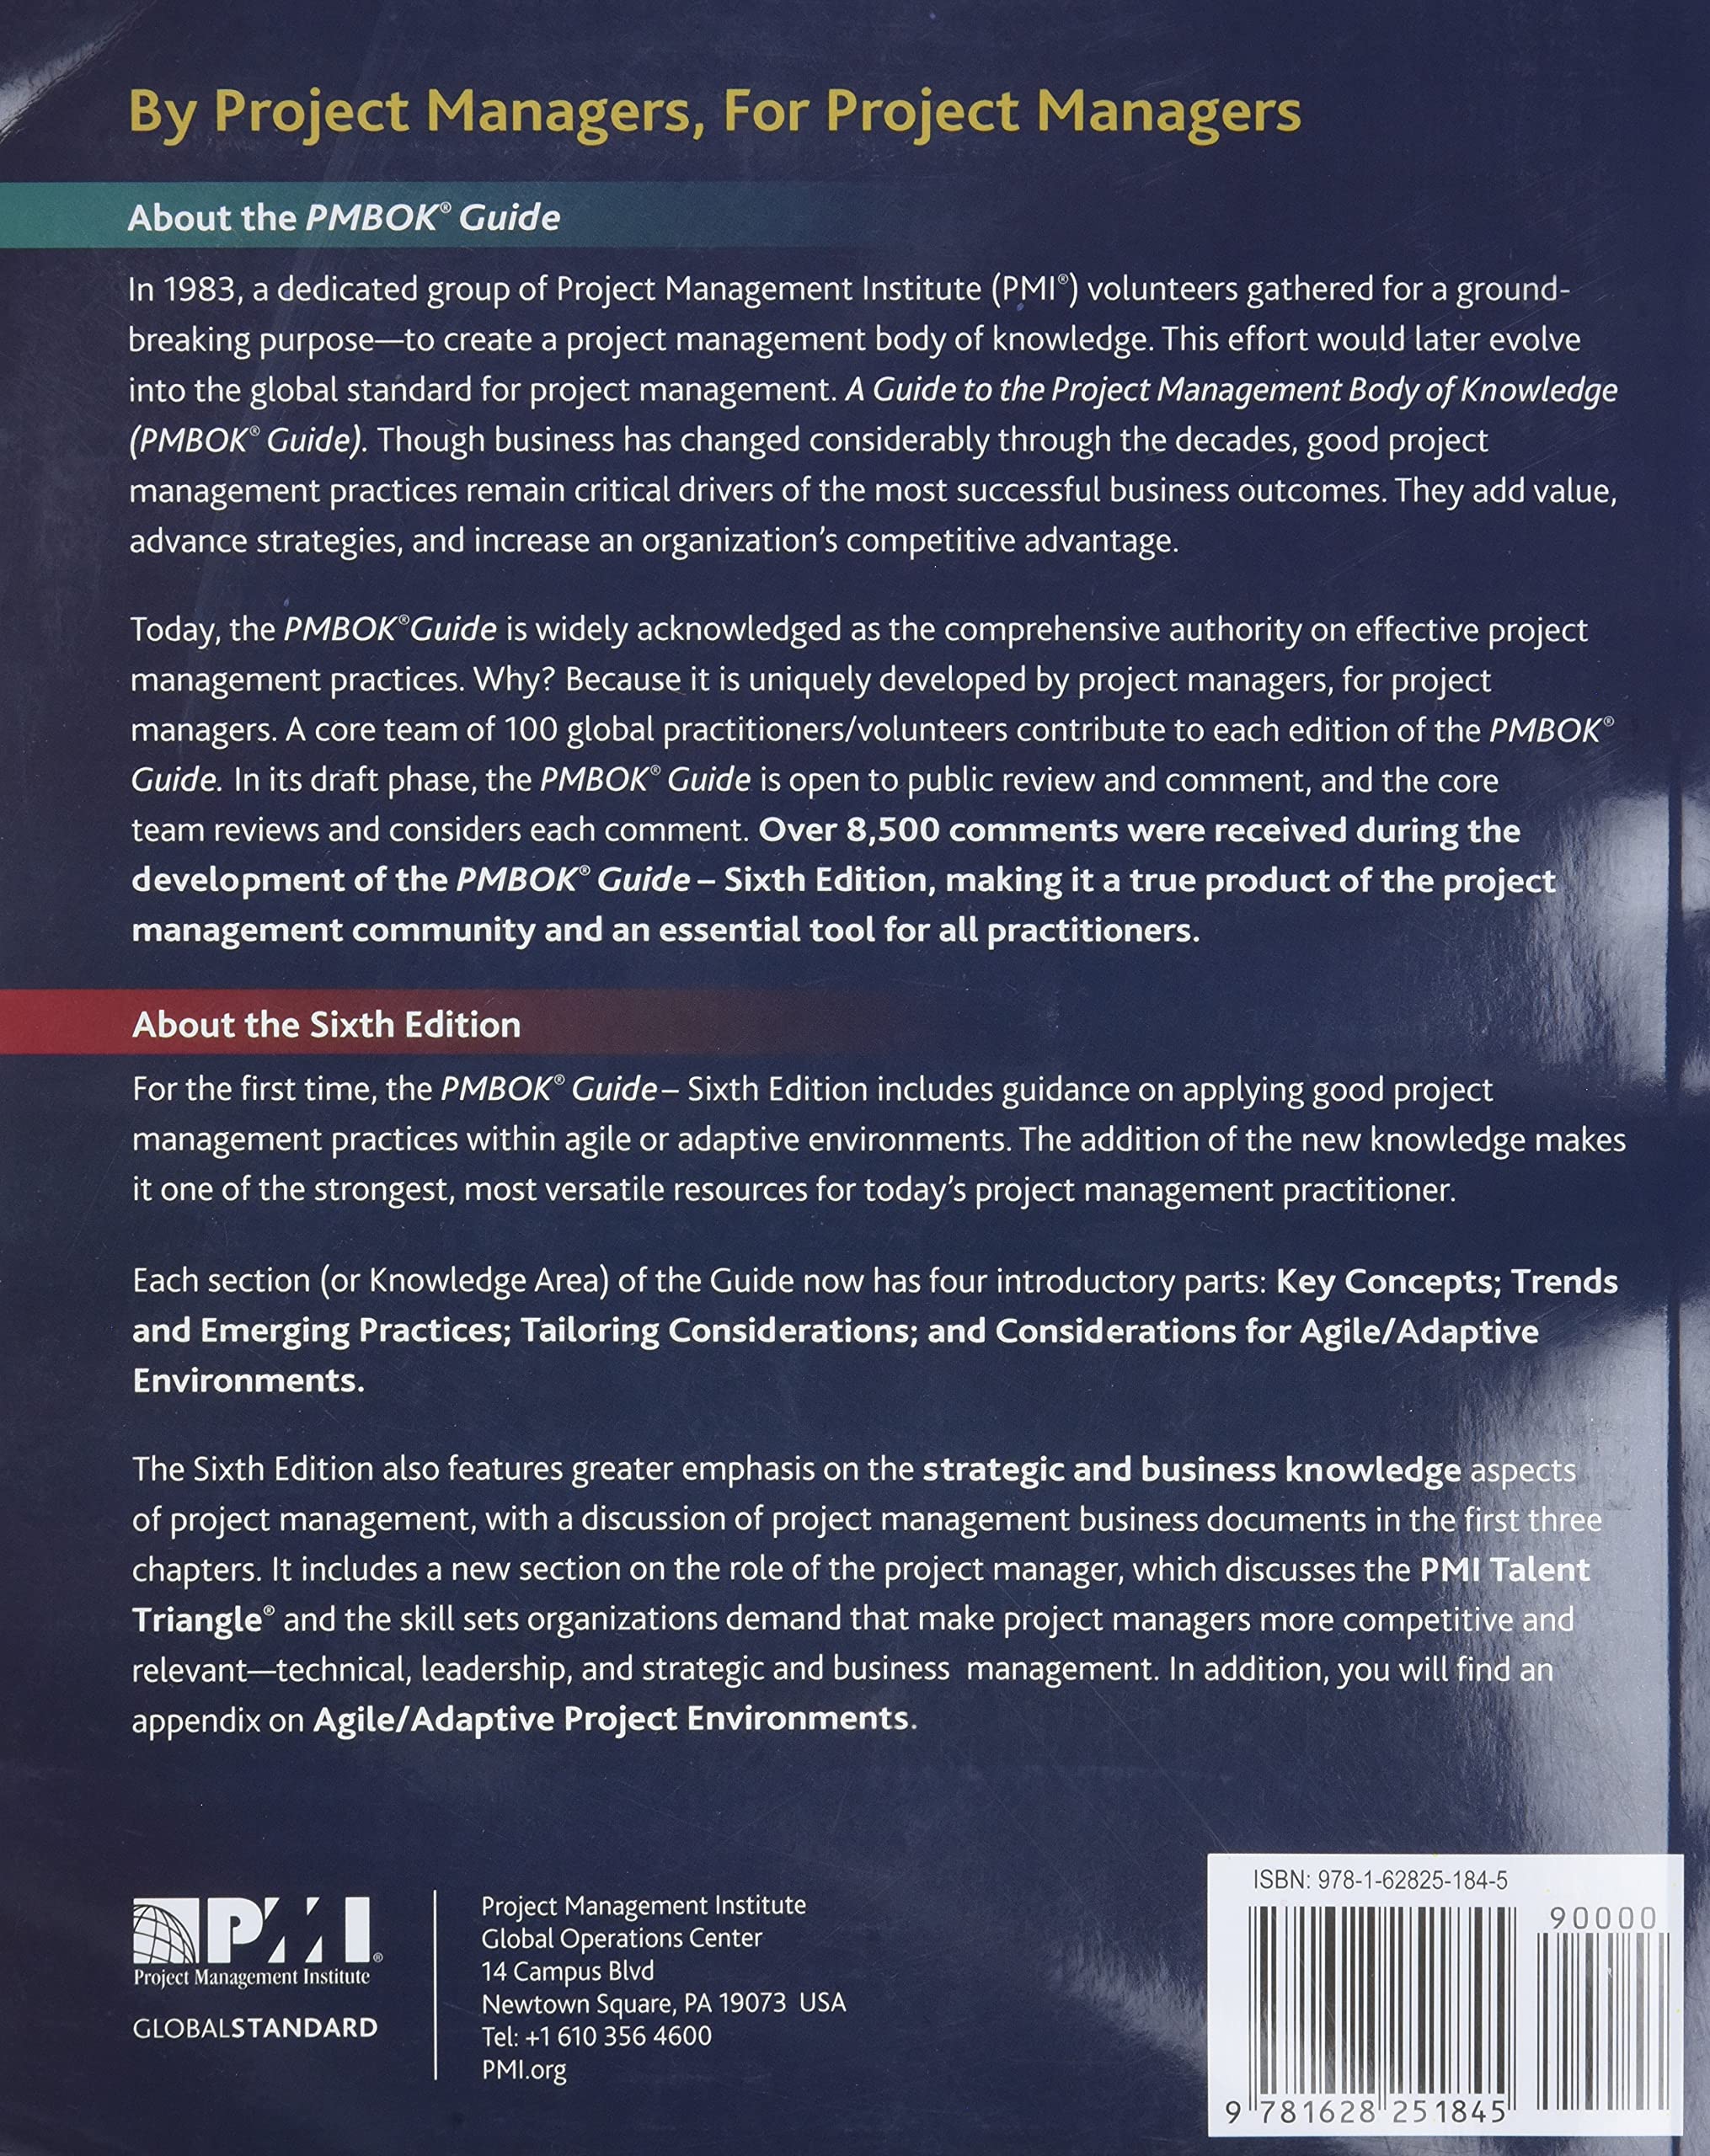 By Project Managers, For Project Managers
About the PMBOK® Guide
In 1983, a dedicated group of Project Management Institute (PMI®) volunteers gathered for a ground-
breaking purpose—to create a project management body of knowledge. This effort would later evolve
into the global standard for project management. A Guide to the Project Management Body of Knowledge
(PMBOK® Guide). Though business has changed considerably through the decades, good project
management practices remain critical drivers of the most successful business outcomes. They add value,
advance strategies, and increase an organization's competitive advantage.
Today, the PMBOK®Guide is widely acknowledged as the comprehensive authority on effective project
management practices. Why? Because it is uniquely developed by project managers, for project
managers. A core team of 100 global practitioners/volunteers contribute to each edition of the PMBOK®
Guide. In its draft phase, the PMBOK® Guide is open to public review and comment, and the core
team reviews and considers each comment. Over 8,500 comments were received during the
development of the PMBOK® Guide – Sixth Edition, making it a true product of the project
management community and an essential tool for all practitioners.
About the Sixth Edition
For the first time, the PMBOK® Guide– Sixth Edition includes guidance on applying good project
management practices within agile or adaptive environments. The addition of the new knowledge makes
it one of the strongest, most versatile resources for today's project management practitioner.
Each section (or Knowledge Area) of the Guide now has four introductory parts: Key Concepts; Trends
and Emerging Practices; Tailoring Considerations; and Considerations for Agile/Adaptive
Environments.
The Sixth Edition also features greater emphasis on the strategic and business knowledge aspects
of project management, with a discussion of project management business documents in the first three
chapters. It includes a new section on the role of the project manager, which discusses the PMI Talent
Triangle® and the skill sets organizations demand that make project managers more competitive and
relevant—technical, leadership, and strategic and business management. In addition, you will find an
appendix on Agile/Adaptive Project Environments.
PMI®
Project Management Institute
GLOBALSTANDARD
Project Management Institute
Global Operations Center
14 Campus Blvd
Newtown Square, PA 19073 USA
Tel: +1 610 356 4600
PMI.org
ISBN: 978-1-62825-184-5
90000
9 781628 251845